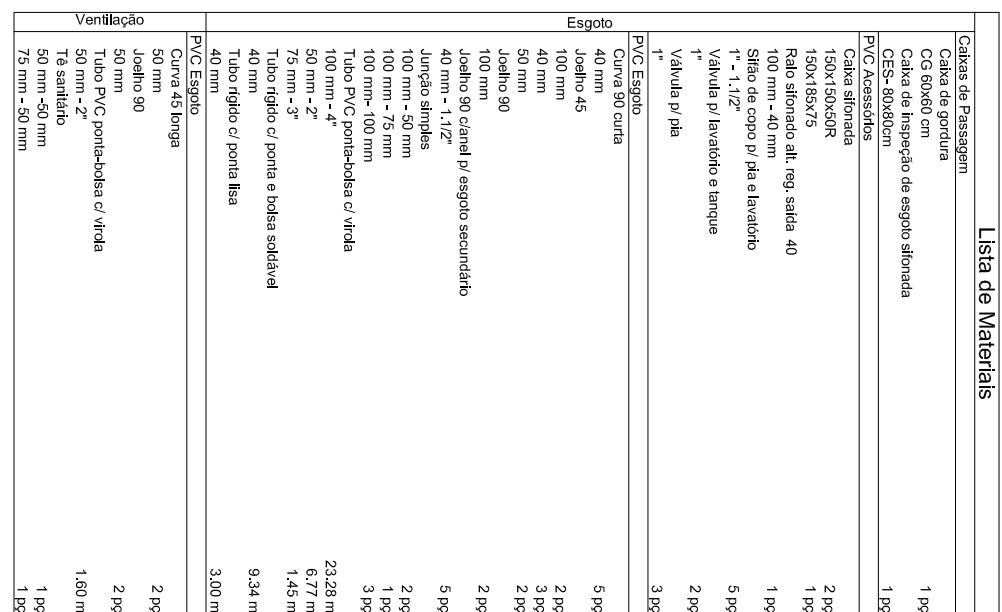 Lista de Materiais
Esgoto
Caixas de Passagem
Caixa de gordura
CG 60x60 cm 1 pç
Caixa de inspeção de esgoto sifonada
CES- 80x80cm 1 pç
PVC Acessórios
Caixa sifonada
150x150x50R 2 pç
150x185x75 1 pç
Ralo sifonado alt. reg. saída 40
100 mm - 40 mm 1 pç
Sifão de copo p/ pia e lavatório
1" - 1.1/2" 5 pç
Válvula p/ lavatório e tanque
1" 2 pç
Válvula p/ pia
1" 3 pç
PVC Esgoto
Curva 90 curta
40 mm 5 pç
Joelho 45
100 mm 2 pç
40 mm 3 pç
50 mm 2 pç
Joelho 90
100 mm 2 pç
Joelho 90 c/anel p/ esgoto secundário
40 mm - 1.1/2" 5 pç
Junção simples
100 mm - 50 mm 2 pç
100 mm - 75 mm 1 pç
100 mm- 100 mm 3 pç
Tubo PVC ponta-bolsa c/ virola
100 mm - 4" 23.28 m
50 mm - 2" 6.77 m
75 mm - 3" 1.45 m
Tubo rígido c/ ponta e bolsa soldável
40 mm 9.34 m
Tubo rígido c/ ponta lisa
40 mm 3.00 m
Ventilação
PVC Esgoto
Curva 45 longa
50 mm 2 pç
Joelho 90
50 mm 2 pç
Tubo PVC ponta-bolsa c/ virola
50 mm - 2" 1.60 m
Tê sanitário
50 mm -50 mm 1 pç
75 mm - 50 mm 1 pç